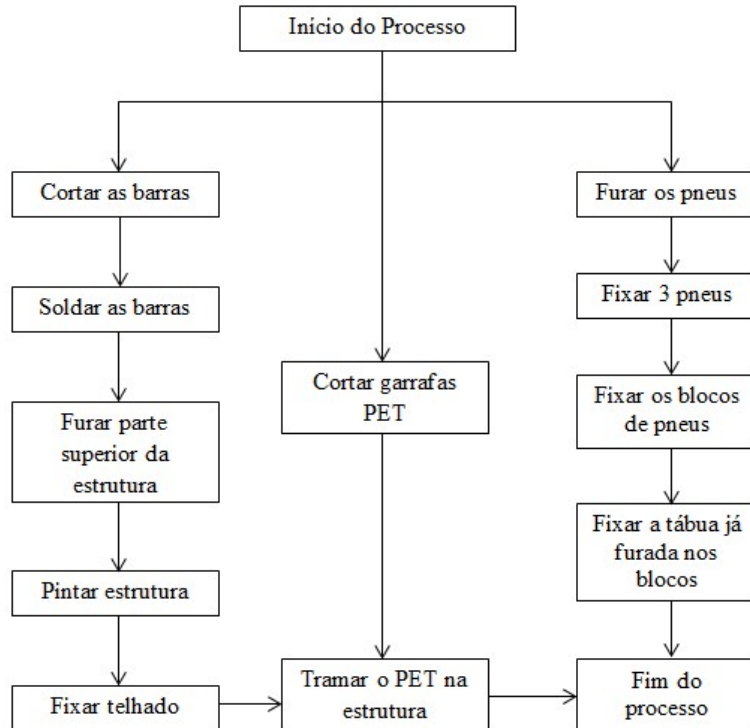 Início do Processo
Cortar as barras
Soldar as barras
Furar parte
superior da
estrutura
Pintar estrutura
Fixar telhado
Cortar garrafas
PET
Tramar o PET na
estrutura
Furar os pneus
Fixar 3 pneus
Fixar os blocos
de pneus
Fixar a tábua já
furada nos
blocos
Fim do
processo